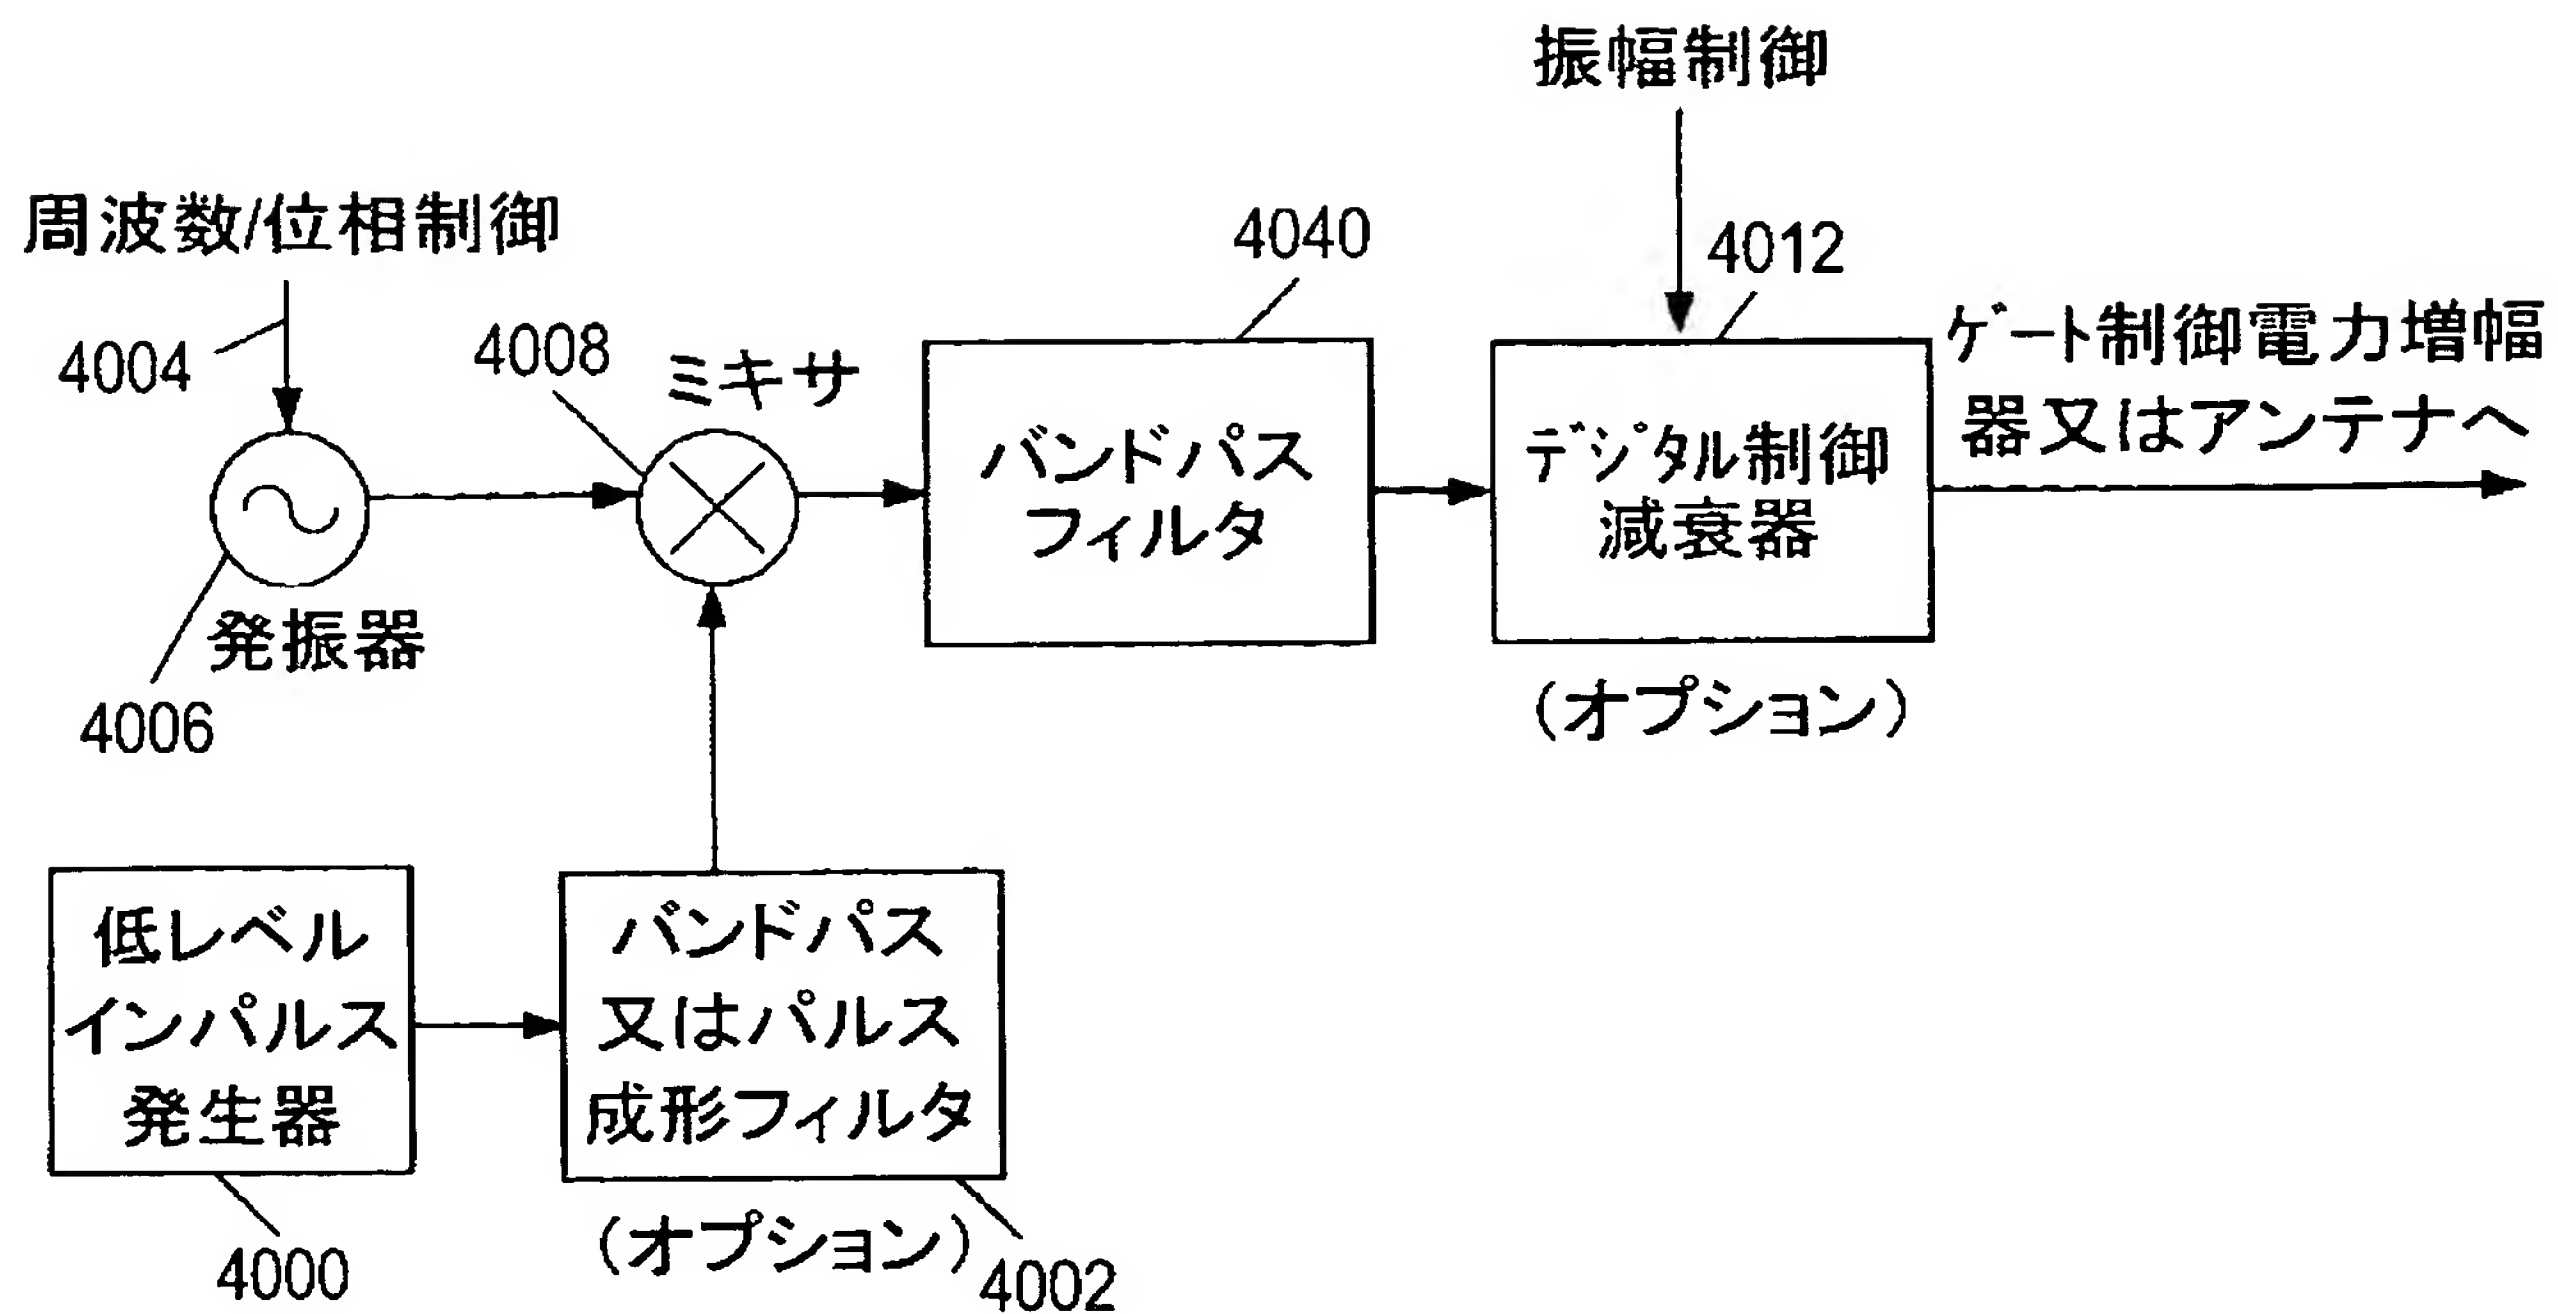 振幅制御
周波数/位相制御
4040
4012
4004
4008
ミキサ
ゲート制御電力増幅
器又はアンテナへ
バンドパス
フィルタ
デジタル制御
減衰器
発振器
4006
(オプション)
低レベル
インパルス
発生器
バンドパス
又はパルス
成形フィルタ
(オプション)
4000
4002